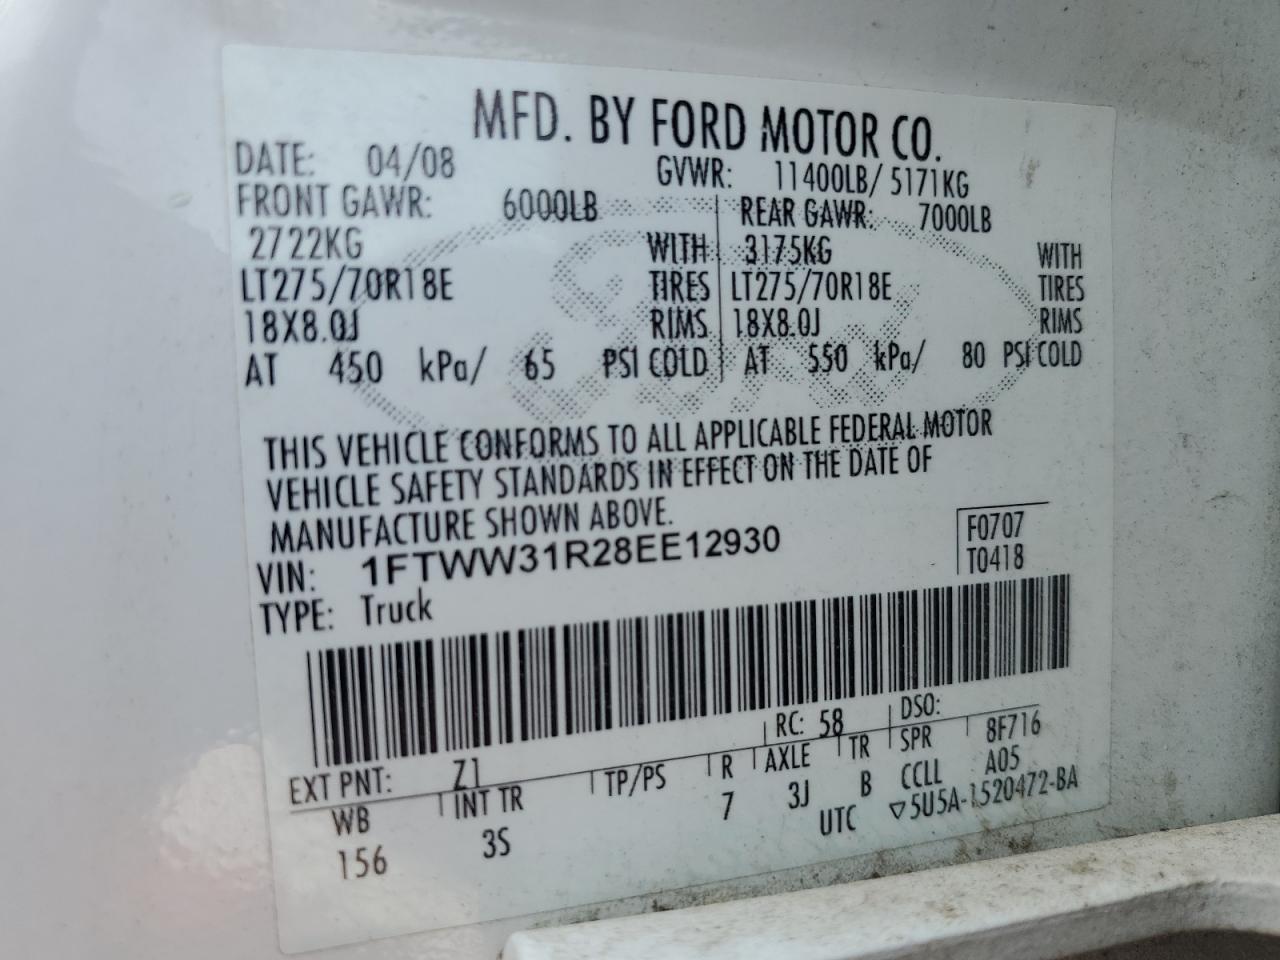 MFD. BY FORD MOTOR CO.
DATE: 04/08 GVWR: 11400LB/ 5171KG
FRONT GAWR: 6000LB REAR GAWR: 7000LB
2722KG WITH 3175KG WITH
LT275/70R18E TIRES LT275/70R18E TIRES
18X8.0J RIMS 18X8.0J RIMS
AT 450 kPa/ 65 PSI COLD AT 550 kPa/ 80 PSI COLD
THIS VEHICLE CONFORMS TO ALL APPLICABLE FEDERAL MOTOR
VEHICLE SAFETY STANDARDS IN EFFECT ON THE DATE OF
MANUFACTURE SHOWN ABOVE.
VIN: 1FTWW31R28EE12930 F0707
TYPE: Truck T0418
RC: 58 DSO:
EXT PNT: Z1 8F716
WB INT TR TP/PS R AXLE TR SPR A05
156 3S 7 3J B CCLL
UTC ▽5U5A-1520472-BA